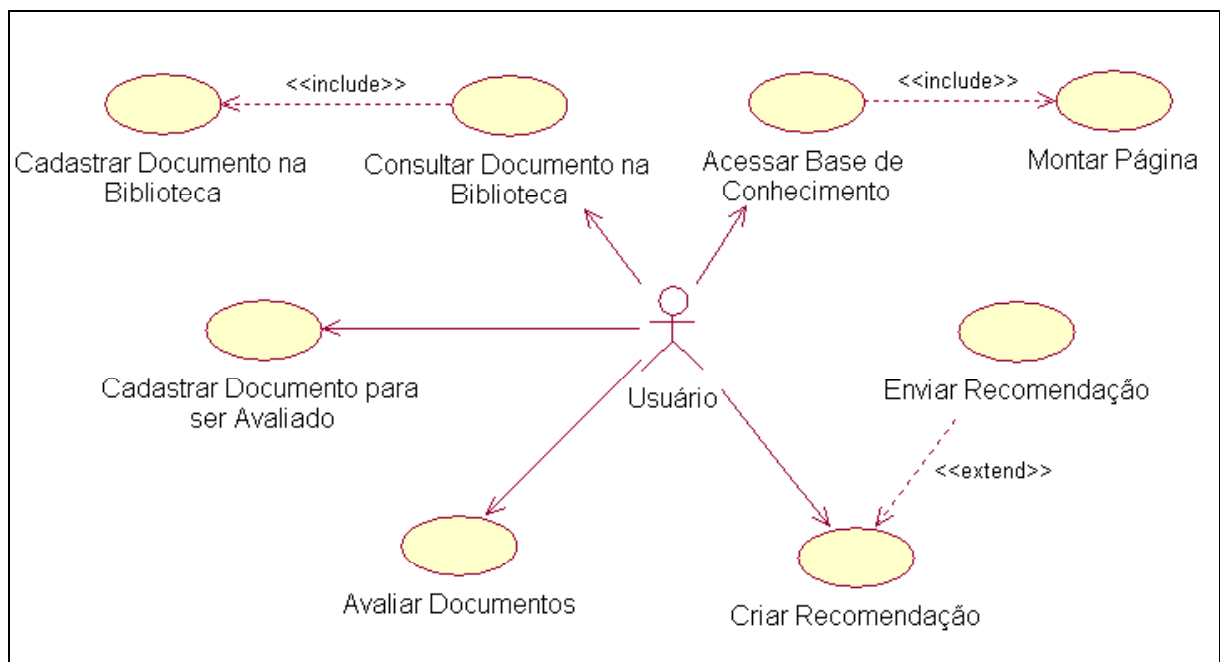 <<include>>
<<include>>
Cadastrar Documento na
Biblioteca
Consultar Documento na
Biblioteca
Acessar Base de
Conhecimento
Montar Página
Cadastrar Documento para
ser Avaliado
Usuário
Enviar Recomendação
<<extend>>
Avaliar Documentos
Criar Recomendação